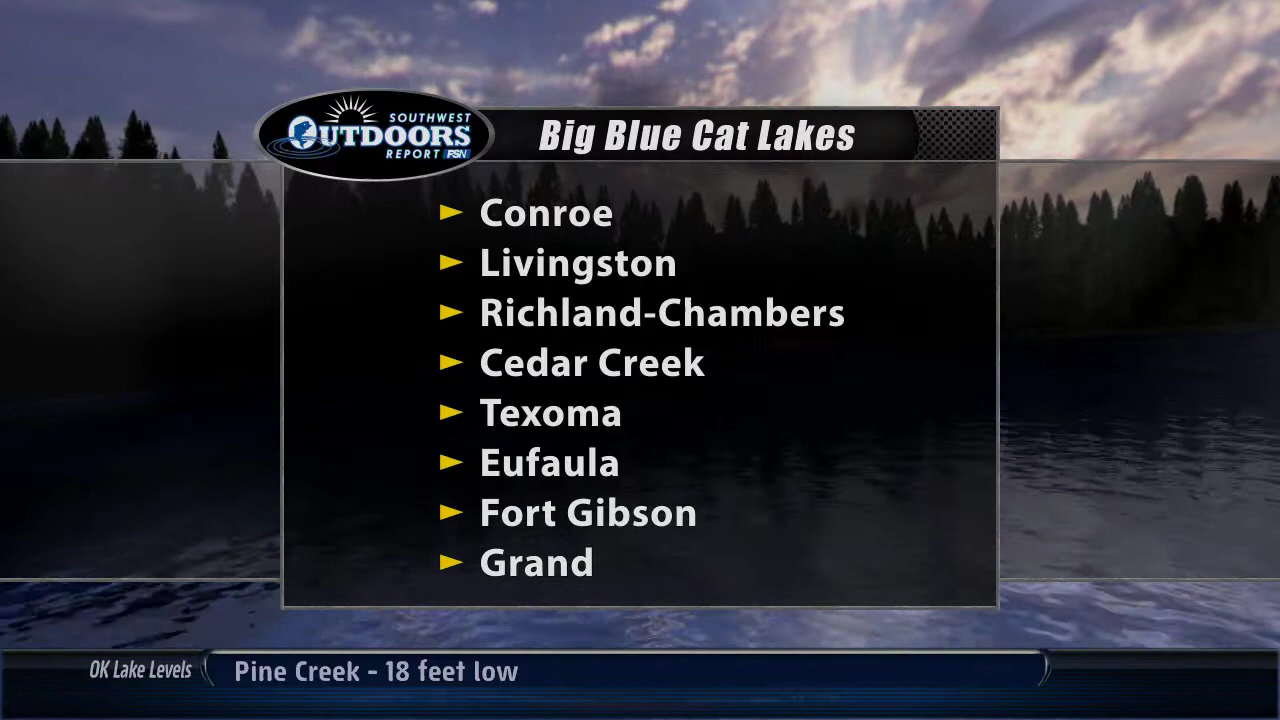 SOUTHWEST
OUTDOORS
REPORT FSN
Big Blue Cat Lakes
Conroe
Livingston
Richland-Chambers
Cedar Creek
Texoma
Eufaula
Fort Gibson
Grand
OK Lake Levels
Pine Creek - 18 feet low